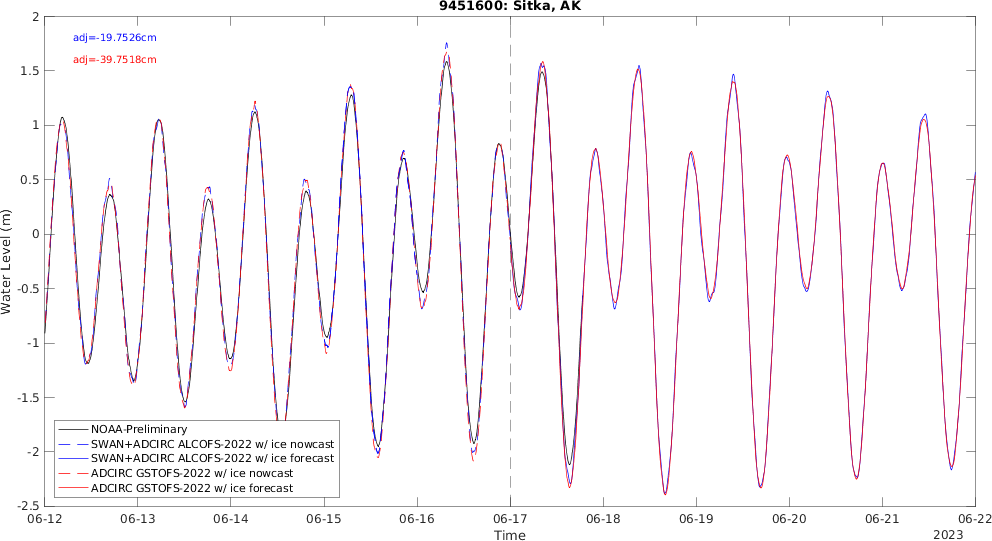 9451600: Sitka, AK
adj=-19.7526cm
adj=-39.7518cm
Water Level (m)
2
1.5
1
0.5
0
-0.5
-1
-1.5
-2
-2.5
NOAA-Preliminary
SWAN+ADCIRC ALCOFS-2022 w/ ice nowcast
SWAN+ADCIRC ALCOFS-2022 w/ ice forecast
ADCIRC GSTOFS-2022 w/ ice nowcast
ADCIRC GSTOFS-2022 w/ ice forecast
06-12 06-13 06-14 06-15 06-16 06-17 06-18 06-19 06-20 06-21 06-22
Time
2023